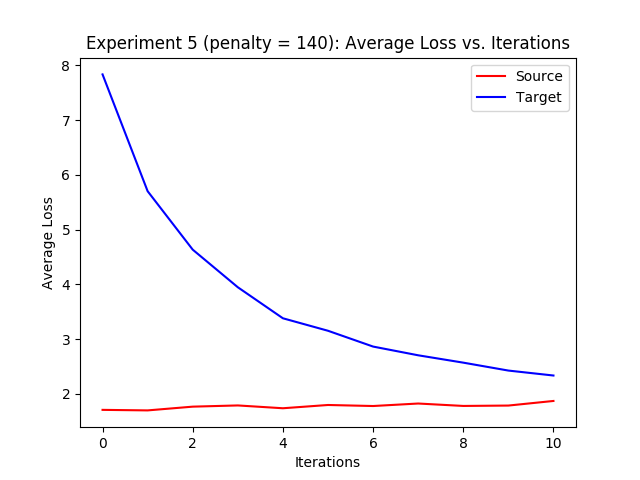 Experiment 5 (penalty = 140): Average Loss vs. Iterations
Source
Target
Average Loss
8
7
6
5
4
3
2
0 2 4 6 8 10
Iterations